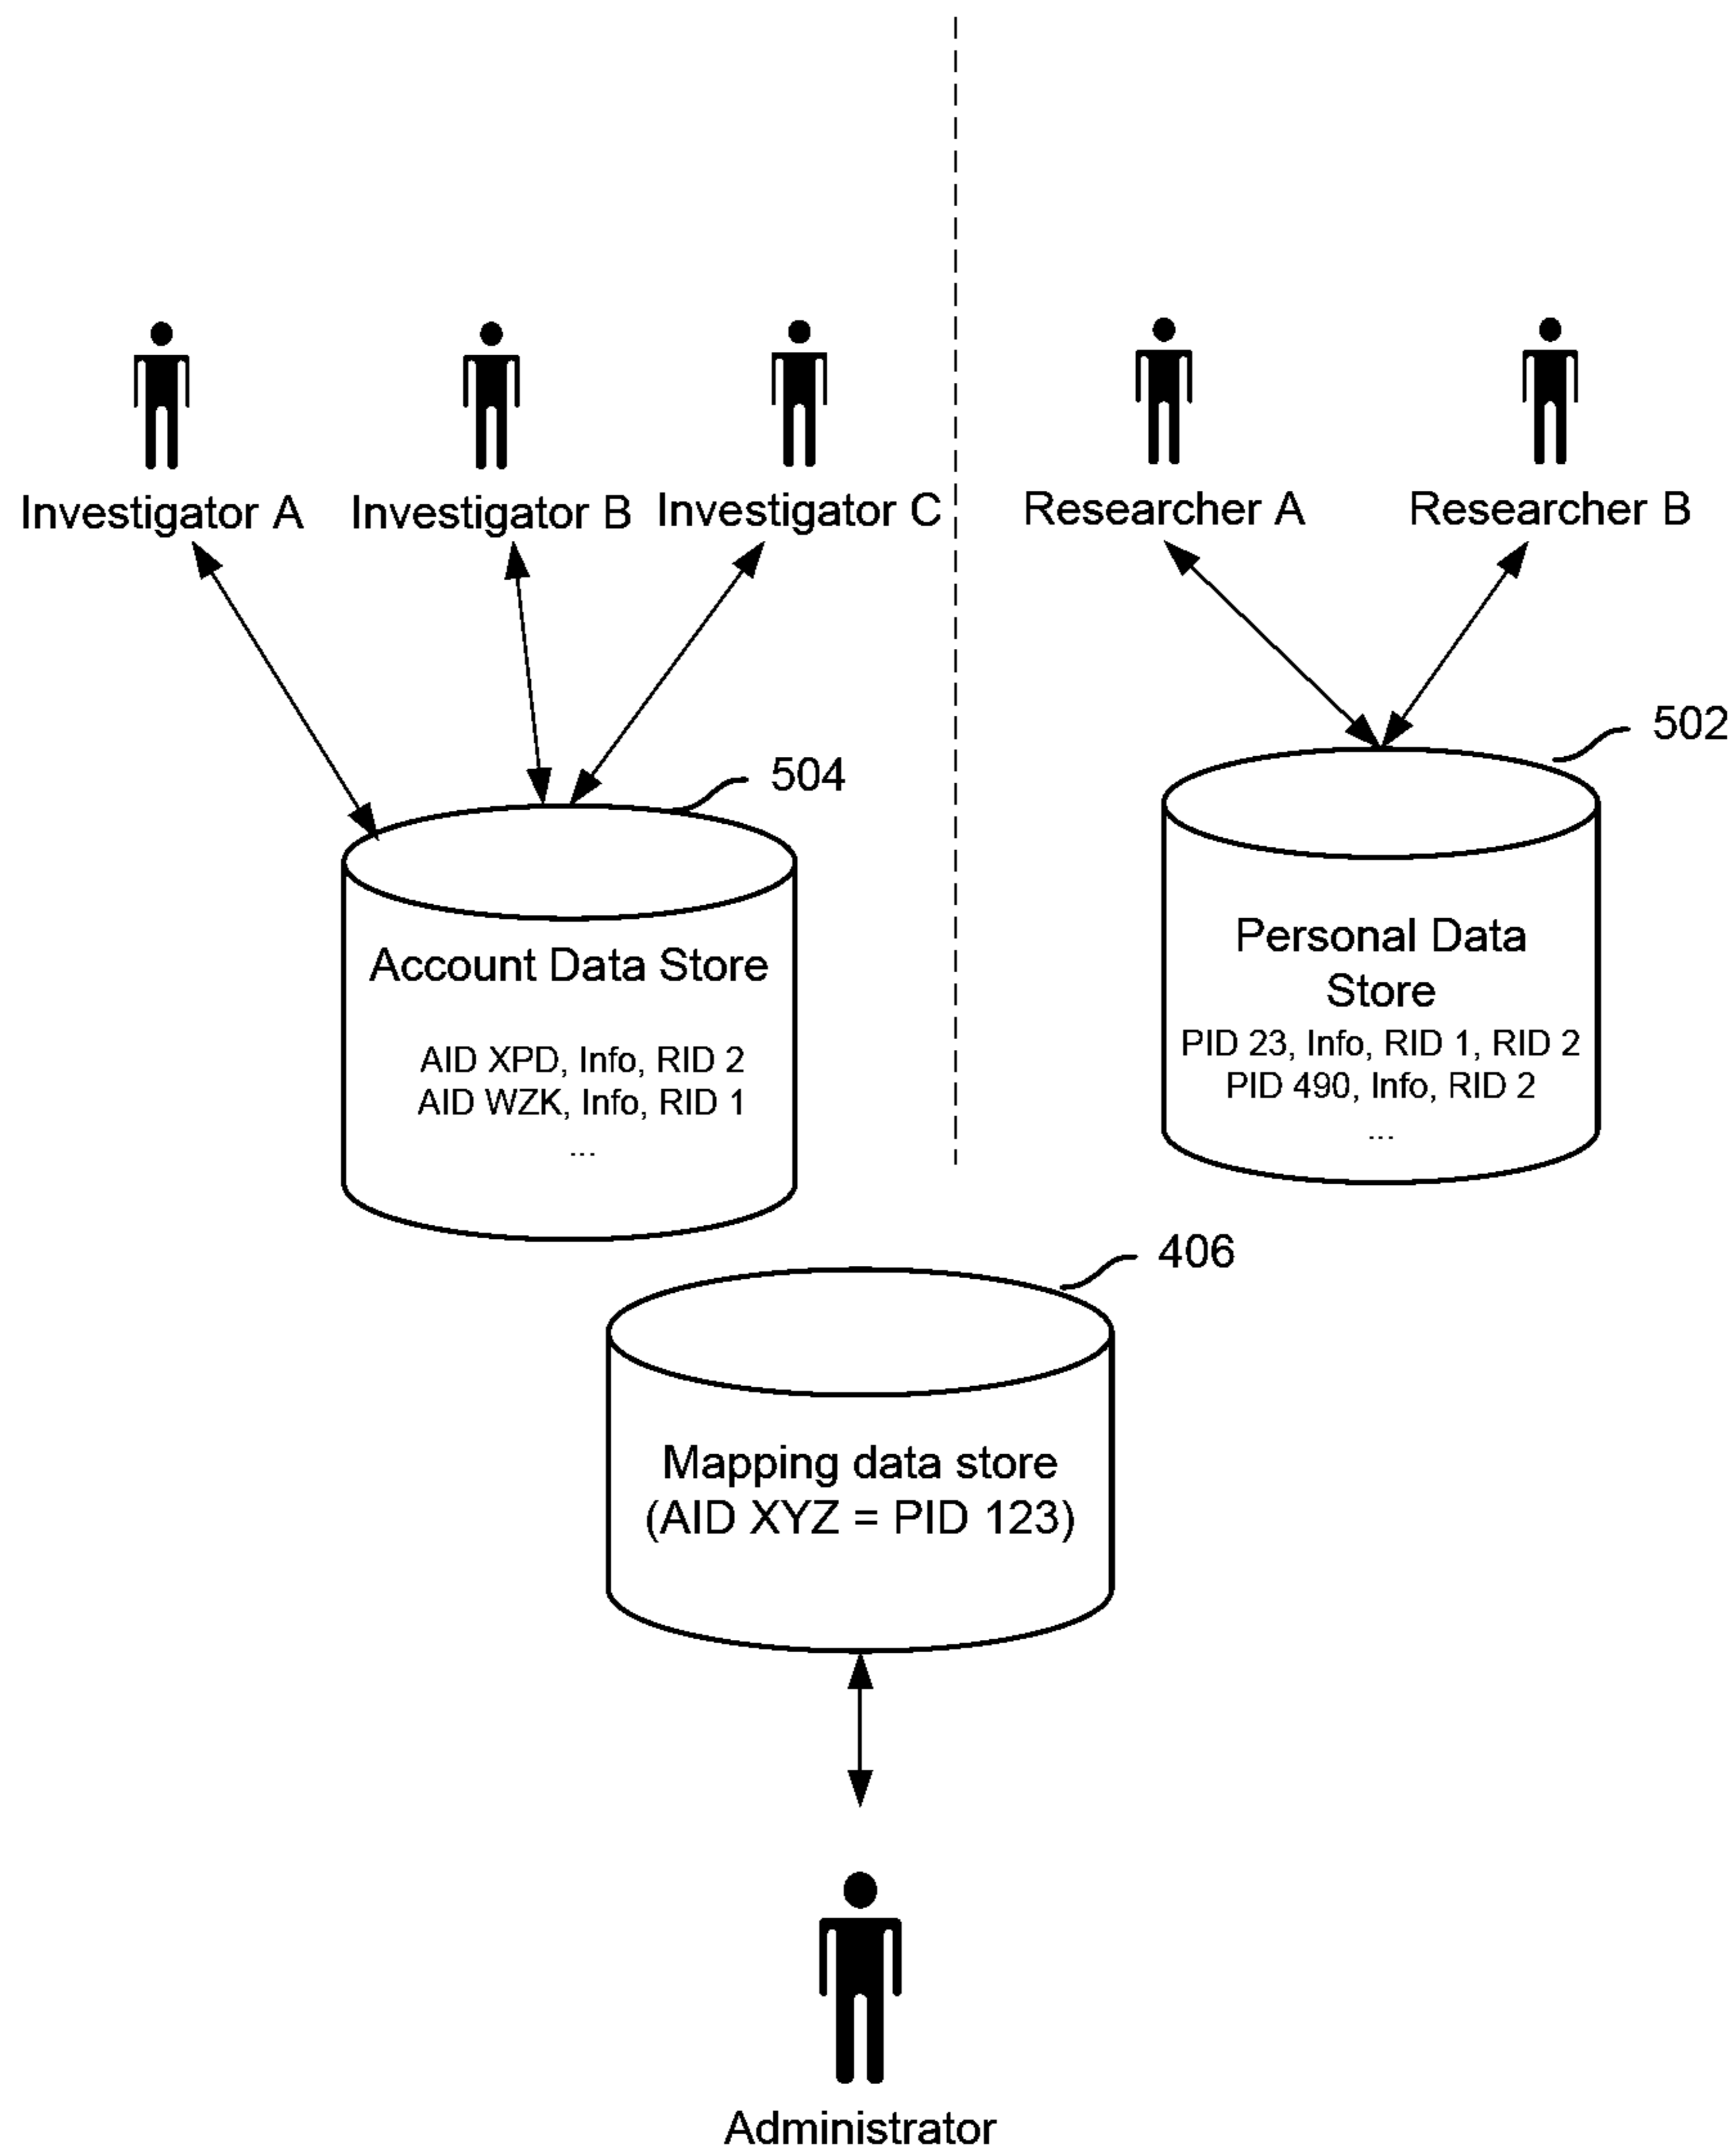 Investigator A
Investigator B
Investigator C
Researcher A
Researcher B
504
502
Account Data Store
AID XPD, Info, RID 2
AID WZK, Info, RID 1
...
Personal Data
Store
PID 23, Info, RID 1, RID 2
PID 490, Info, RID 2
...
406
Mapping data store
(AID XYZ = PID 123)
Administrator